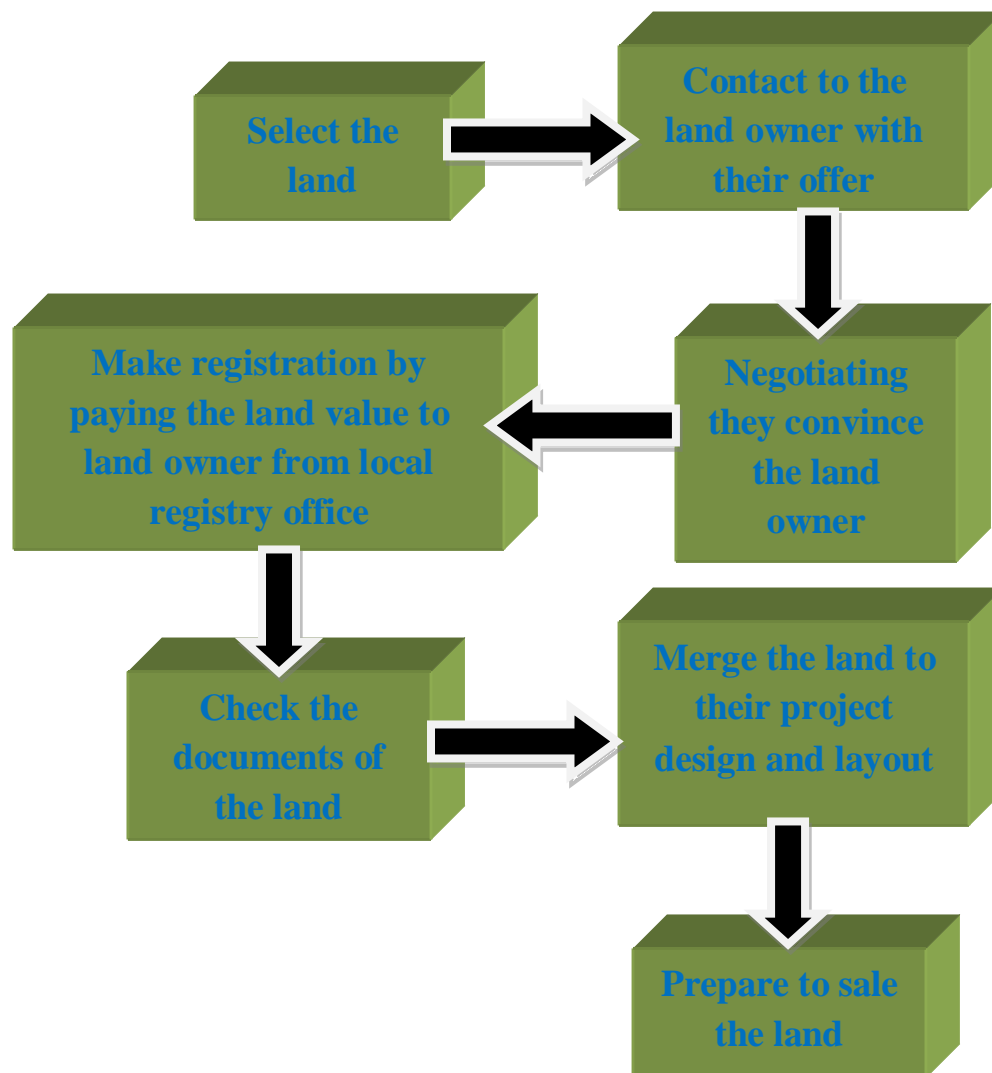 Select the
land
Contact to the
land owner with
their offer
Negotiating
they convince
the land
owner
Make registration by
paying the land value to
land owner from local
registry office
Check the
documents of
the land
Merge the land to
their project
design and layout
Prepare to sale
the land